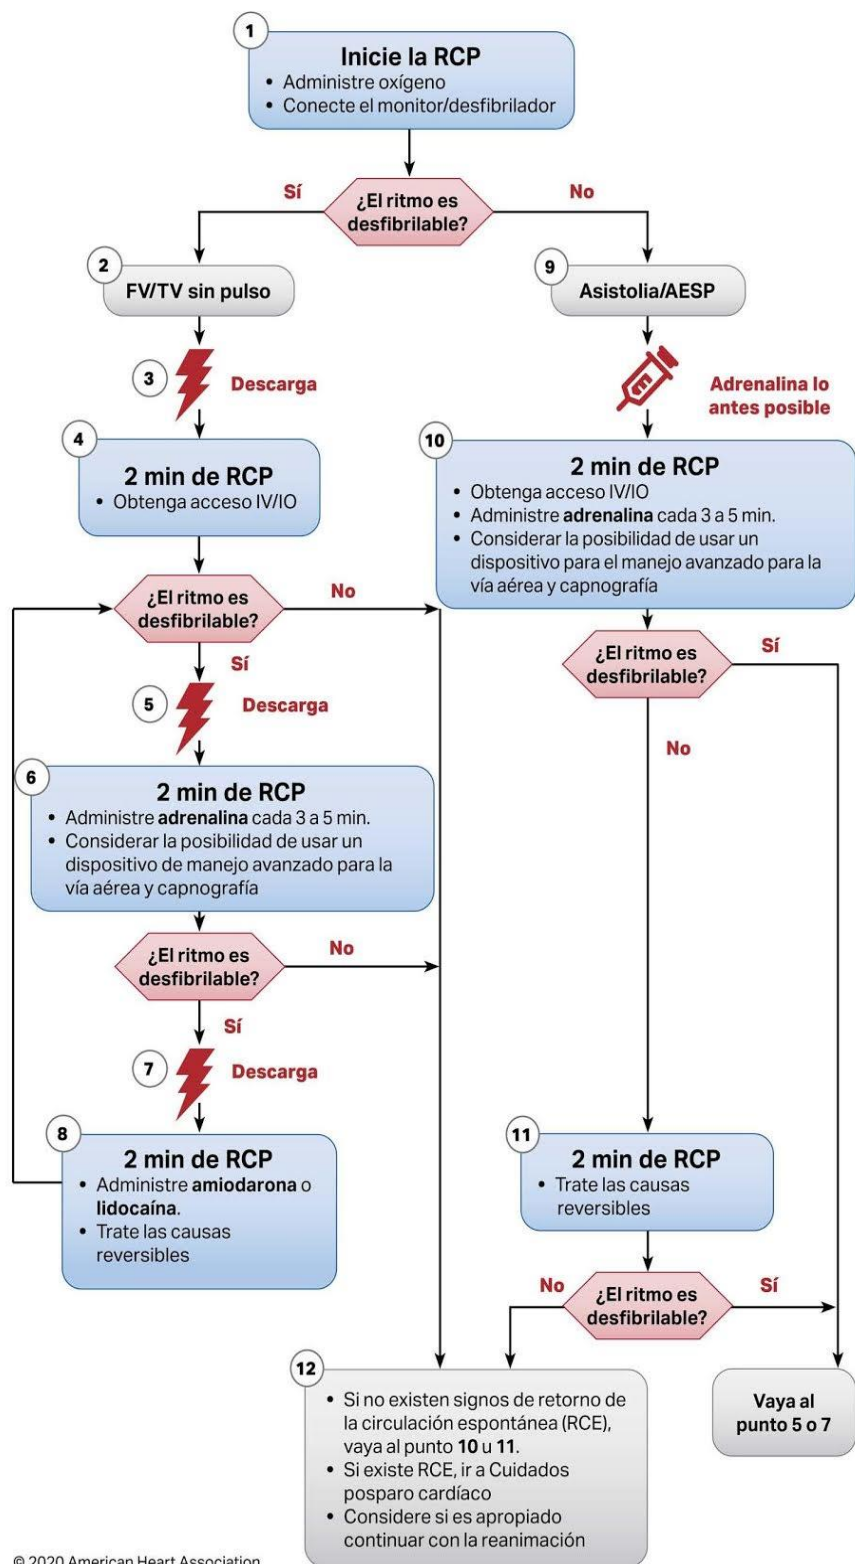 1
Inicie la RCP
• Administre oxígeno
• Conecte el monitor/desfibrilador
¿El ritmo es
desfibrilable?
Sí
No
2
FV/TV sin pulso
3
Descarga
4
2 min de RCP
• Obtenga acceso IV/IO
¿El ritmo es
desfibrilable?
No
Sí
5
Descarga
6
2 min de RCP
• Administre adrenalina cada 3 a 5 min.
• Considerar la posibilidad de usar un
dispositivo de manejo avanzado para la
vía aérea y capnografía
¿El ritmo es
desfibrilable?
No
Sí
7
Descarga
8
2 min de RCP
• Administre amiodarona o
lidocaína.
• Trate las causas
reversibles
9
Asistolia/AESP
Adrenalina lo
antes posible
10
2 min de RCP
• Obtenga acceso IV/IO
• Administre adrenalina cada 3 a 5 min.
• Considerar la posibilidad de usar un
dispositivo para el manejo avanzado para la
vía aérea y capnografía
¿El ritmo es
desfibrilable?
Sí
No
11
2 min de RCP
• Trate las causas
reversibles
¿El ritmo es
desfibrilable?
No
Sí
12
• Si no existen signos de retorno de
la circulación espontánea (RCE),
vaya al punto 10 u 11.
• Si existe RCE, ir a Cuidados
posparo cardíaco
• Considere si es apropiado
continuar con la reanimación
Vaya al
punto 5 o 7
© 2020 American Heart Association